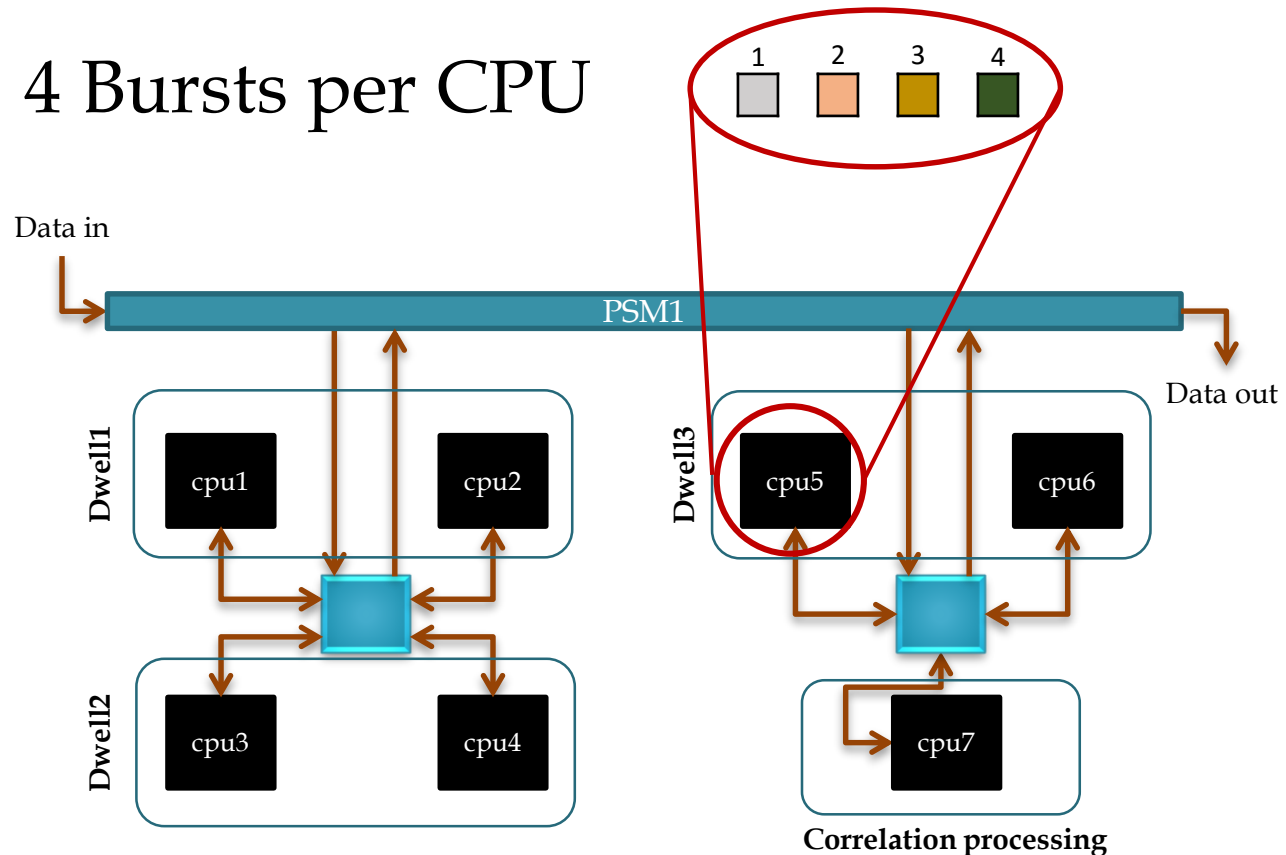 4 Bursts per CPU
1 2 3 4
Data in
PSM1
Data out
Dwell1
cpu1
cpu2
Dwell3
cpu5
cpu6
Dwell2
cpu3
cpu4
cpu7
Correlation processing